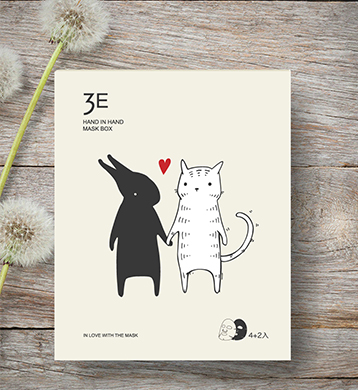 3E
HAND IN HAND
MASK BOX
IN LOVE WITH THE MASK
4+2入